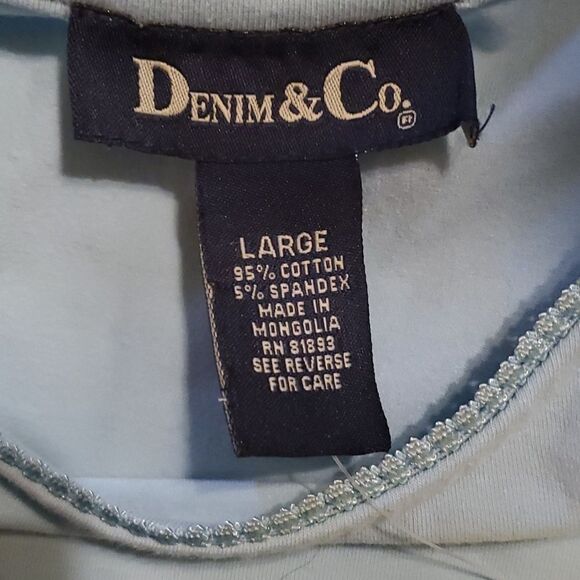 DENIM & CO.
LARGE
95% COTTON
5% SPANDEX
MADE IN
MONGOLIA
RN 81893
SEE REVERSE
FOR CARE